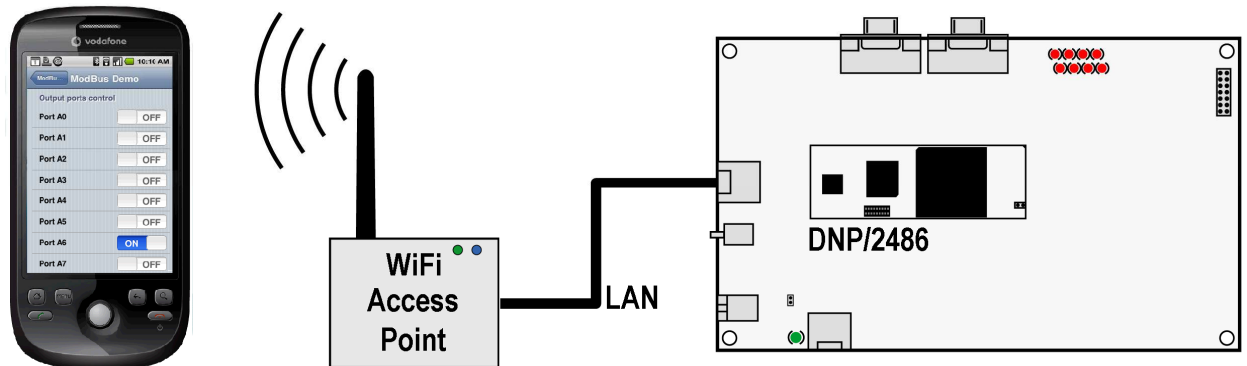 vodafone
10:16 AM
ModBus Demo
Output ports control
Port A0 OFF
Port A1 OFF
Port A2 OFF
Port A3 OFF
Port A4 OFF
Port A5 OFF
Port A6 ON
Port A7 OFF
WiFi
Access
Point
LAN
DNP/2486